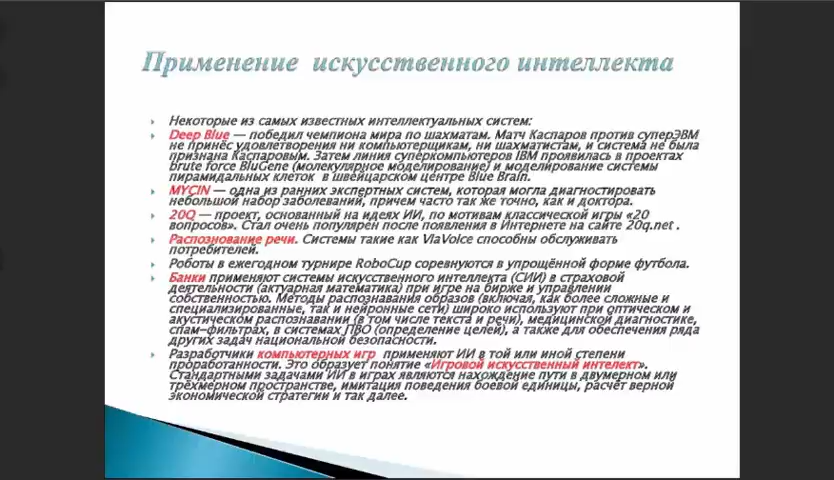 Применение искусственного интеллекта
Некоторые из самых известных интеллектуальных систем:
Deep Blue — победил чемпиона мира по шахматам. Матч Каспаров против суперЭВМ
не принёс удовлетворения ни компьютерщикам, ни шахматистам, и система не была
признана Каспаровым. Затем линия суперкомпьютеров IBM проявилась в проектах
brute force BluGene (молекулярное моделирование) и моделирование системы
пирамидальных клеток в швейцарском центре Blue Brain.
MYCIN — одна из ранних экспертных систем, которая могла диагностировать
небольшой набор заболеваний, причем часто так же точно, как и доктора.
20Q — проект, основанный на идеях ИИ, по мотивам классической игры «20
вопросов». Стал очень популярен после появления в Интернете на сайте 20q.net .
Распознование речи. Системы такие как ViaVoice способны обслуживать
потребителей.
Роботы в ежегодном турнире RoboCup соревнуются в упрощённой форме футбола.
Банки применяют системы искусственного интеллекта (СИИ) в страховой
деятельности (актуарная математика) при игре на бирже и управлении
собственностью. Методы распознавания образов (включая, как более сложные и
специализированные, так и нейронные сети) широко используют при оптическом и
акустическом распознавании (в том числе текста и речи), медицинской диагностике,
спам-фильтрах, в системах ПВО (определение целей), а также для обеспечения ряда
других задач национальной безопасности.
Разработчики компьютерных игр применяют ИИ в той или иной степени
проработанности. Это образует понятие «Игровой искусственный интелект».
Стандартными задачами ИИ в играх являются нахождение пути в двумерном или
трёхмерном пространстве, имитация поведения боевой единицы, расчёт верной
экономической стратегии и так далее.